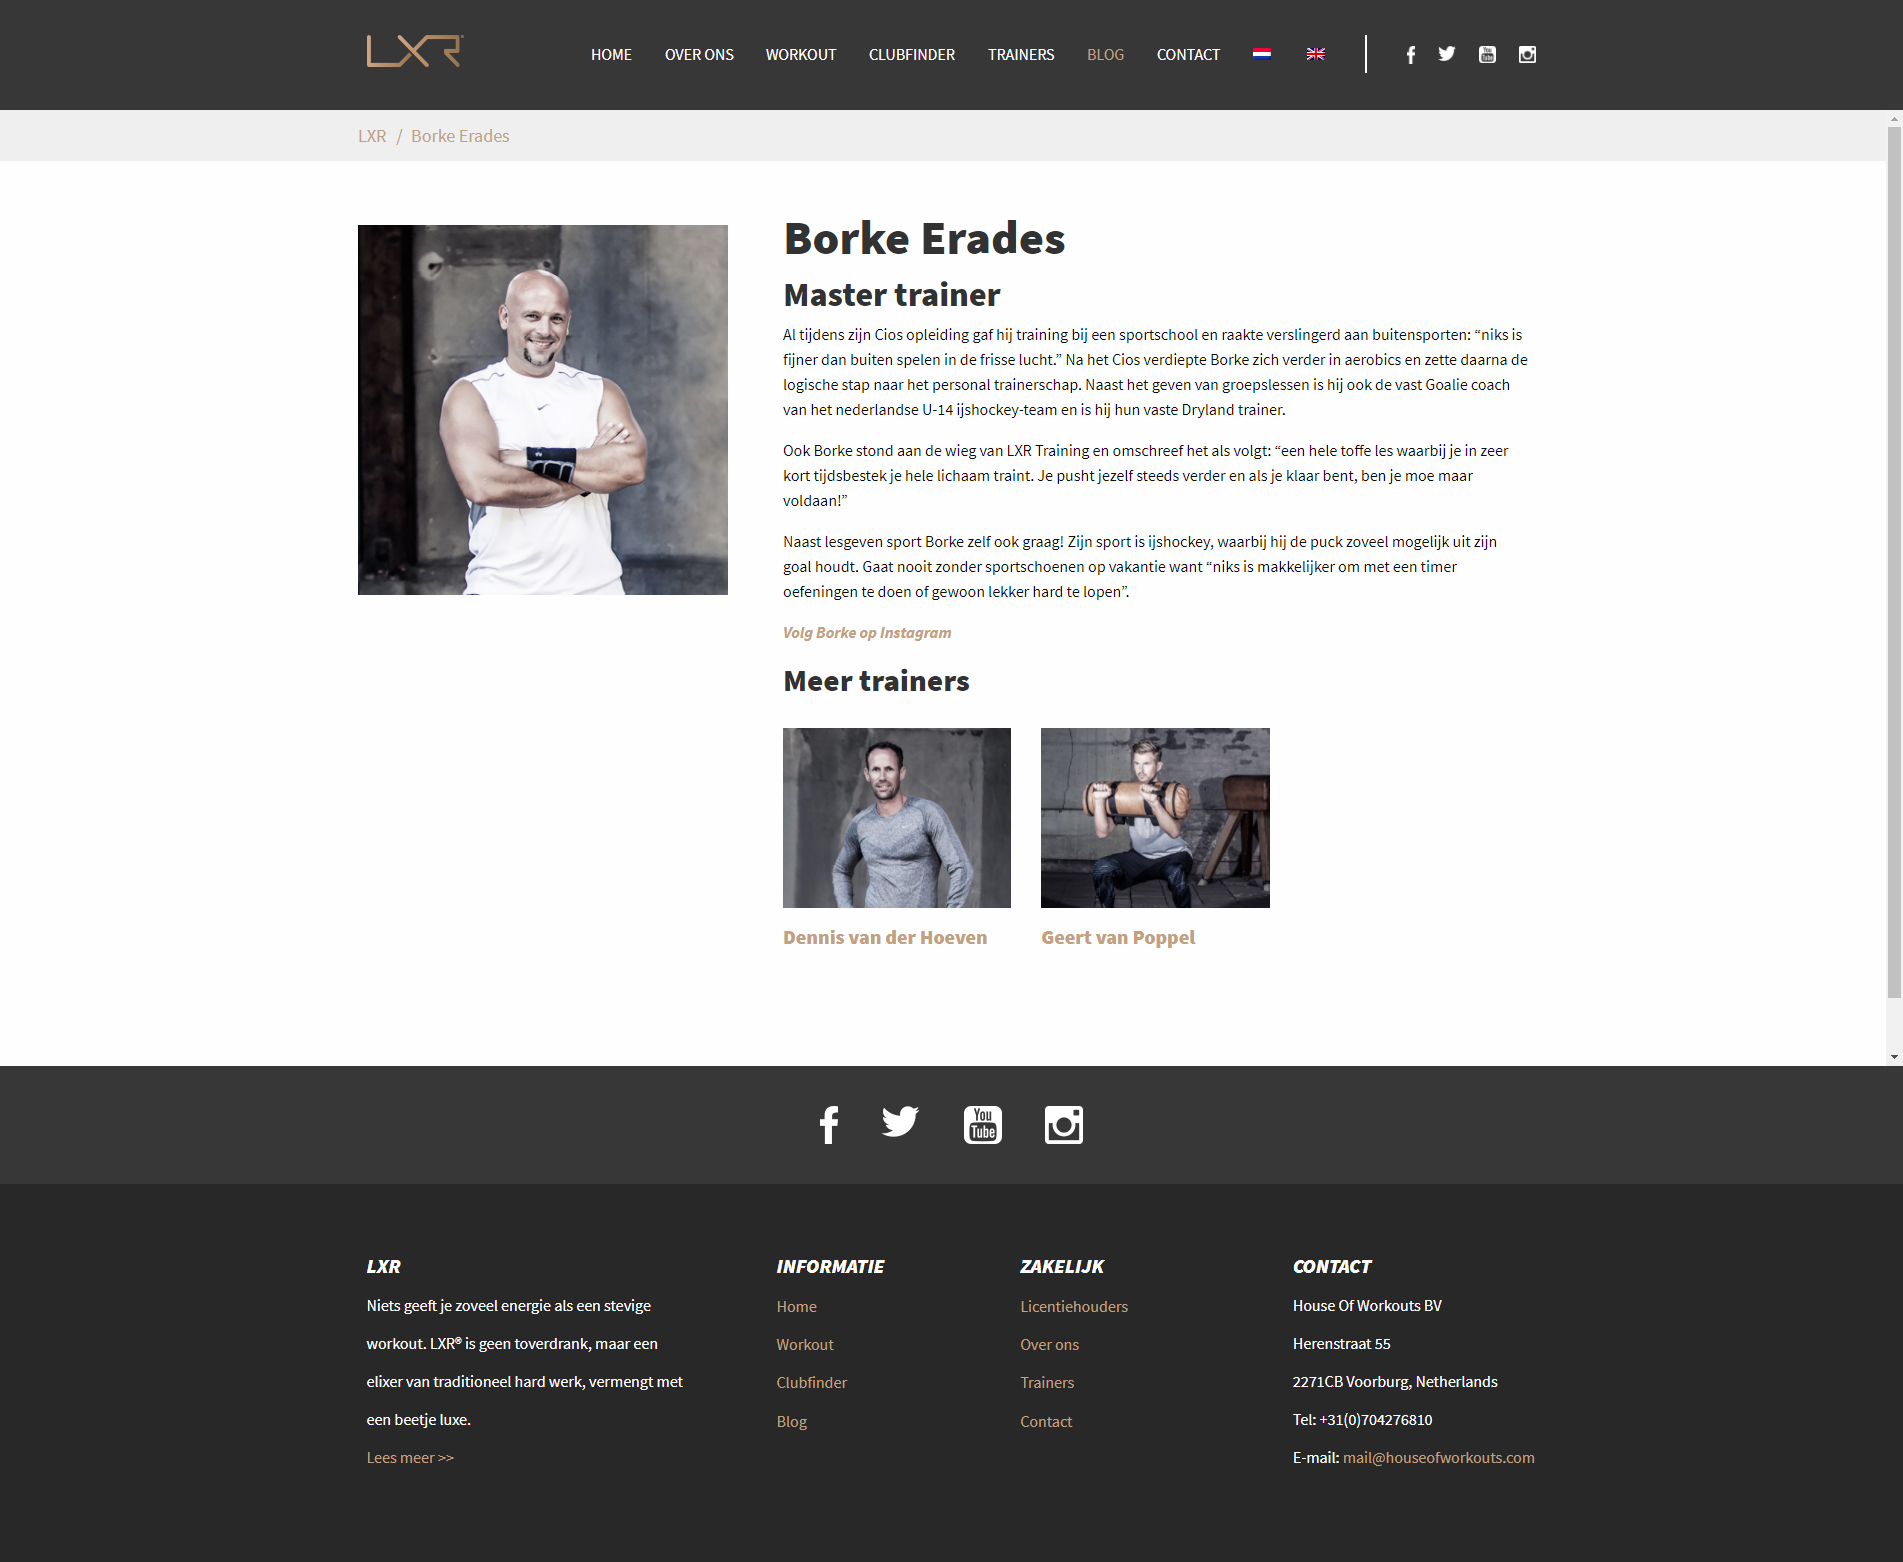 LXR
HOME
OVER ONS
WORKOUT
CLUBFINDER
TRAINERS
BLOG
CONTACT
You Tube
LXR / Borke Erades
Borke Erades
Master trainer
Al tijdens zijn Cios opleiding gaf hij training bij een sportschool en raakte verslingerd aan buitensporten: “niks is
fijner dan buiten spelen in de frisse lucht.” Na het Cios verdiepte Borke zich verder in aerobics en zette daarna de
logische stap naar het personal trainerschap. Naast het geven van groepslessen is hij ook de vast Goalie coach
van het nederlandse U-14 ijshockey-team en is hij hun vaste Dryland trainer.
Ook Borke stond aan de wieg van LXR Training en omschreef het als volgt: “een hele toffe les waarbij je in zeer
kort tijdsbestek je hele lichaam traint. Je pusht jezelf steeds verder en als je klaar bent, ben je moe maar
voldaan!”
Naast lesgeven sport Borke zelf ook graag! Zijn sport is ijshockey, waarbij hij de puck zoveel mogelijk uit zijn
goal houdt. Gaat nooit zonder sportschoenen op vakantie want “niks is makkelijker om met een timer
oefeningen te doen of gewoon lekker hard te lopen”.
Volg Borke op Instagram
Meer trainers
Dennis van der Hoeven
Geert van Poppel
You
Tube
LXR
Niets geeft je zoveel energie als een stevige
workout. LXR® is geen toverdrank, maar een
elixer van traditioneel hard werk, vermengt met
een beetje luxe.
Lees meer >>
INFORMATIE
Home
Workout
Clubfinder
Blog
ZAKELIJK
Licentiehouders
Over ons
Trainers
Contact
CONTACT
House Of Workouts BV
Herenstraat 55
2271CB Voorburg, Netherlands
Tel: +31(0)704276810
E-mail: mail@houseofworkouts.com